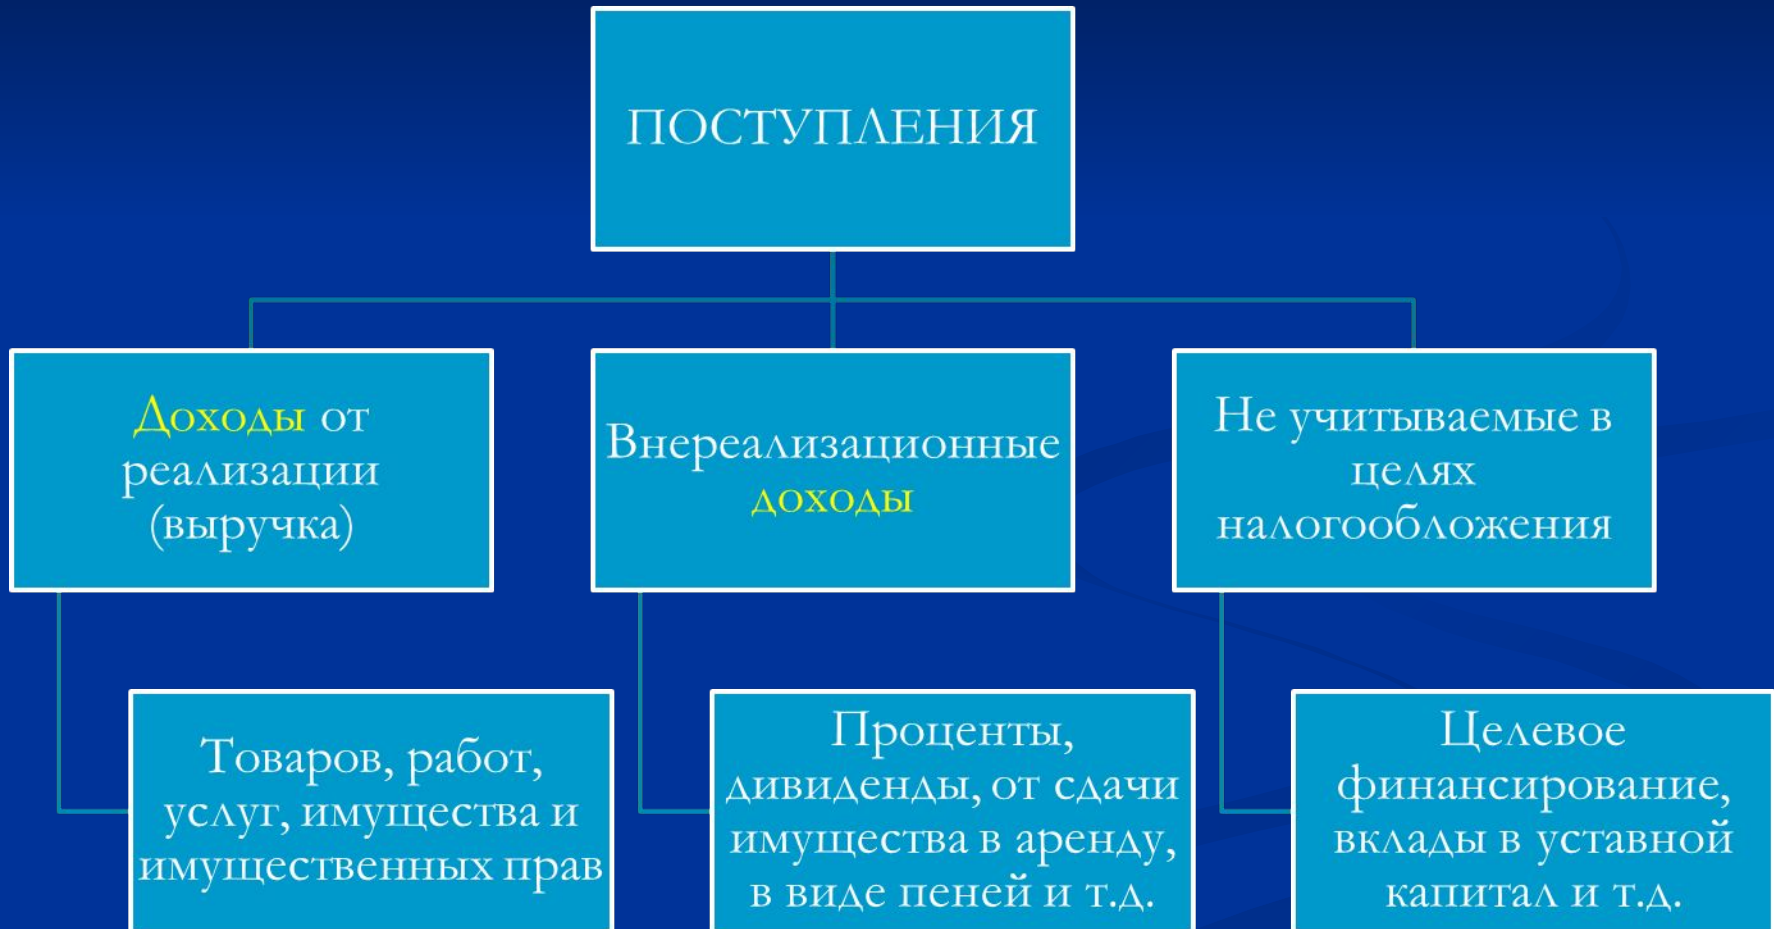 ПОСТУПЛЕНИЯ
Доходы от
реализации
(выручка)
Внереализационные
доходы
Не учитываемые в
целях
налогообложения
Товаров, работ,
услуг, имущества и
имущественных прав
Проценты,
дивиденды, от сдачи
имущества в аренду,
в виде пеней и т.д.
Целевое
финансирование,
вклады в уставной
капитал и т.д.